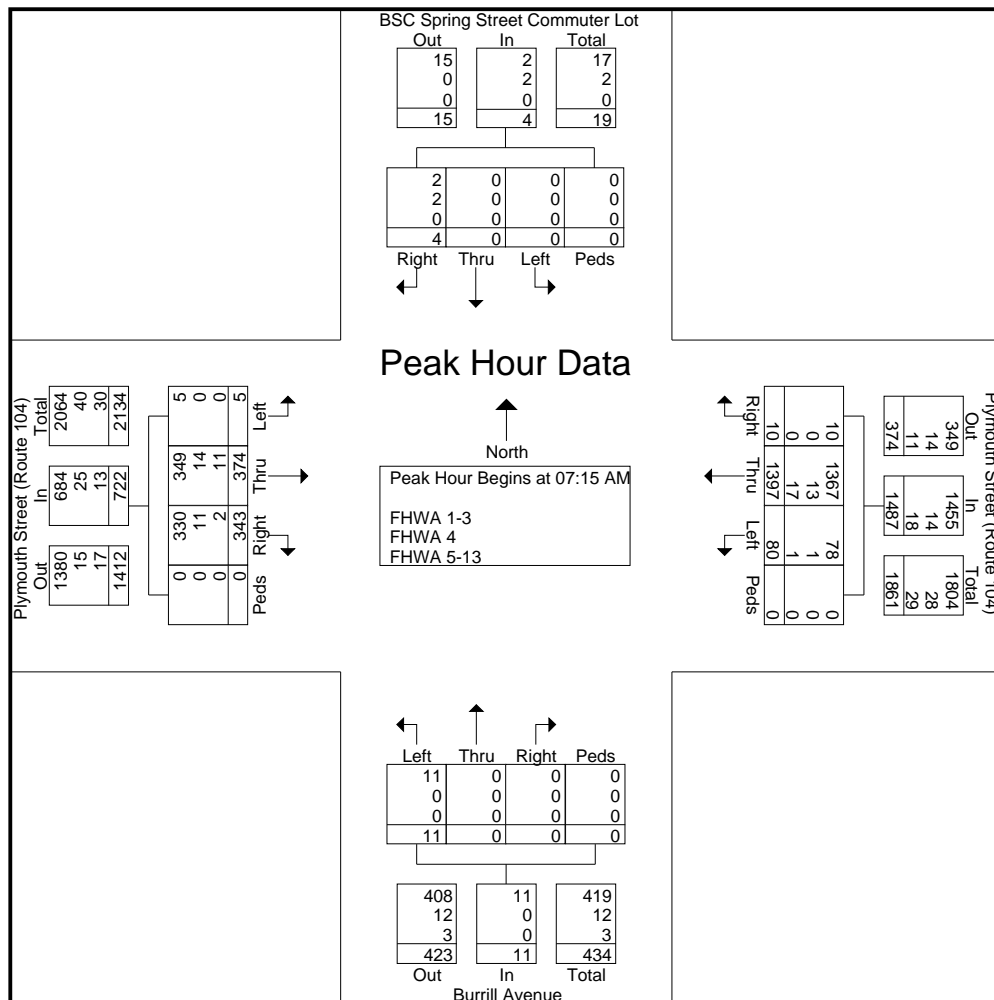 BSC Spring Street Commuter Lot
Out In Total
15 2 17
0 2 2
0 0 0
15 4 19
2 0 0 0
2 0 0 0
0 0 0 0
4 0 0 0
Right Thru Left Peds
Peak Hour Data
North
Peak Hour Begins at 07:15 AM
FHWA 1-3
FHWA 4
FHWA 5-13
Plymouth Street (Route 104)
Out In Total
1380 684 2064
15 25 40
17 13 30
1412 722 2134
Peds Right Thru Left
0 330 349 5
0 11 14 0
0 2 11 0
0 343 374 5
Plymouth Street (Route 104)
Out In Total
349 1455 1804
14 14 28
11 18 29
374 1487 1861
10 1367 78 0
0 13 1 0
0 17 1 0
10 1397 80 0
Right Thru Left Peds
Left Thru Right Peds
11 0 0 0
0 0 0 0
0 0 0 0
11 0 0 0
408 11 419
12 0 12
3 0 3
423 11 434
Out In Total
Burrill Avenue